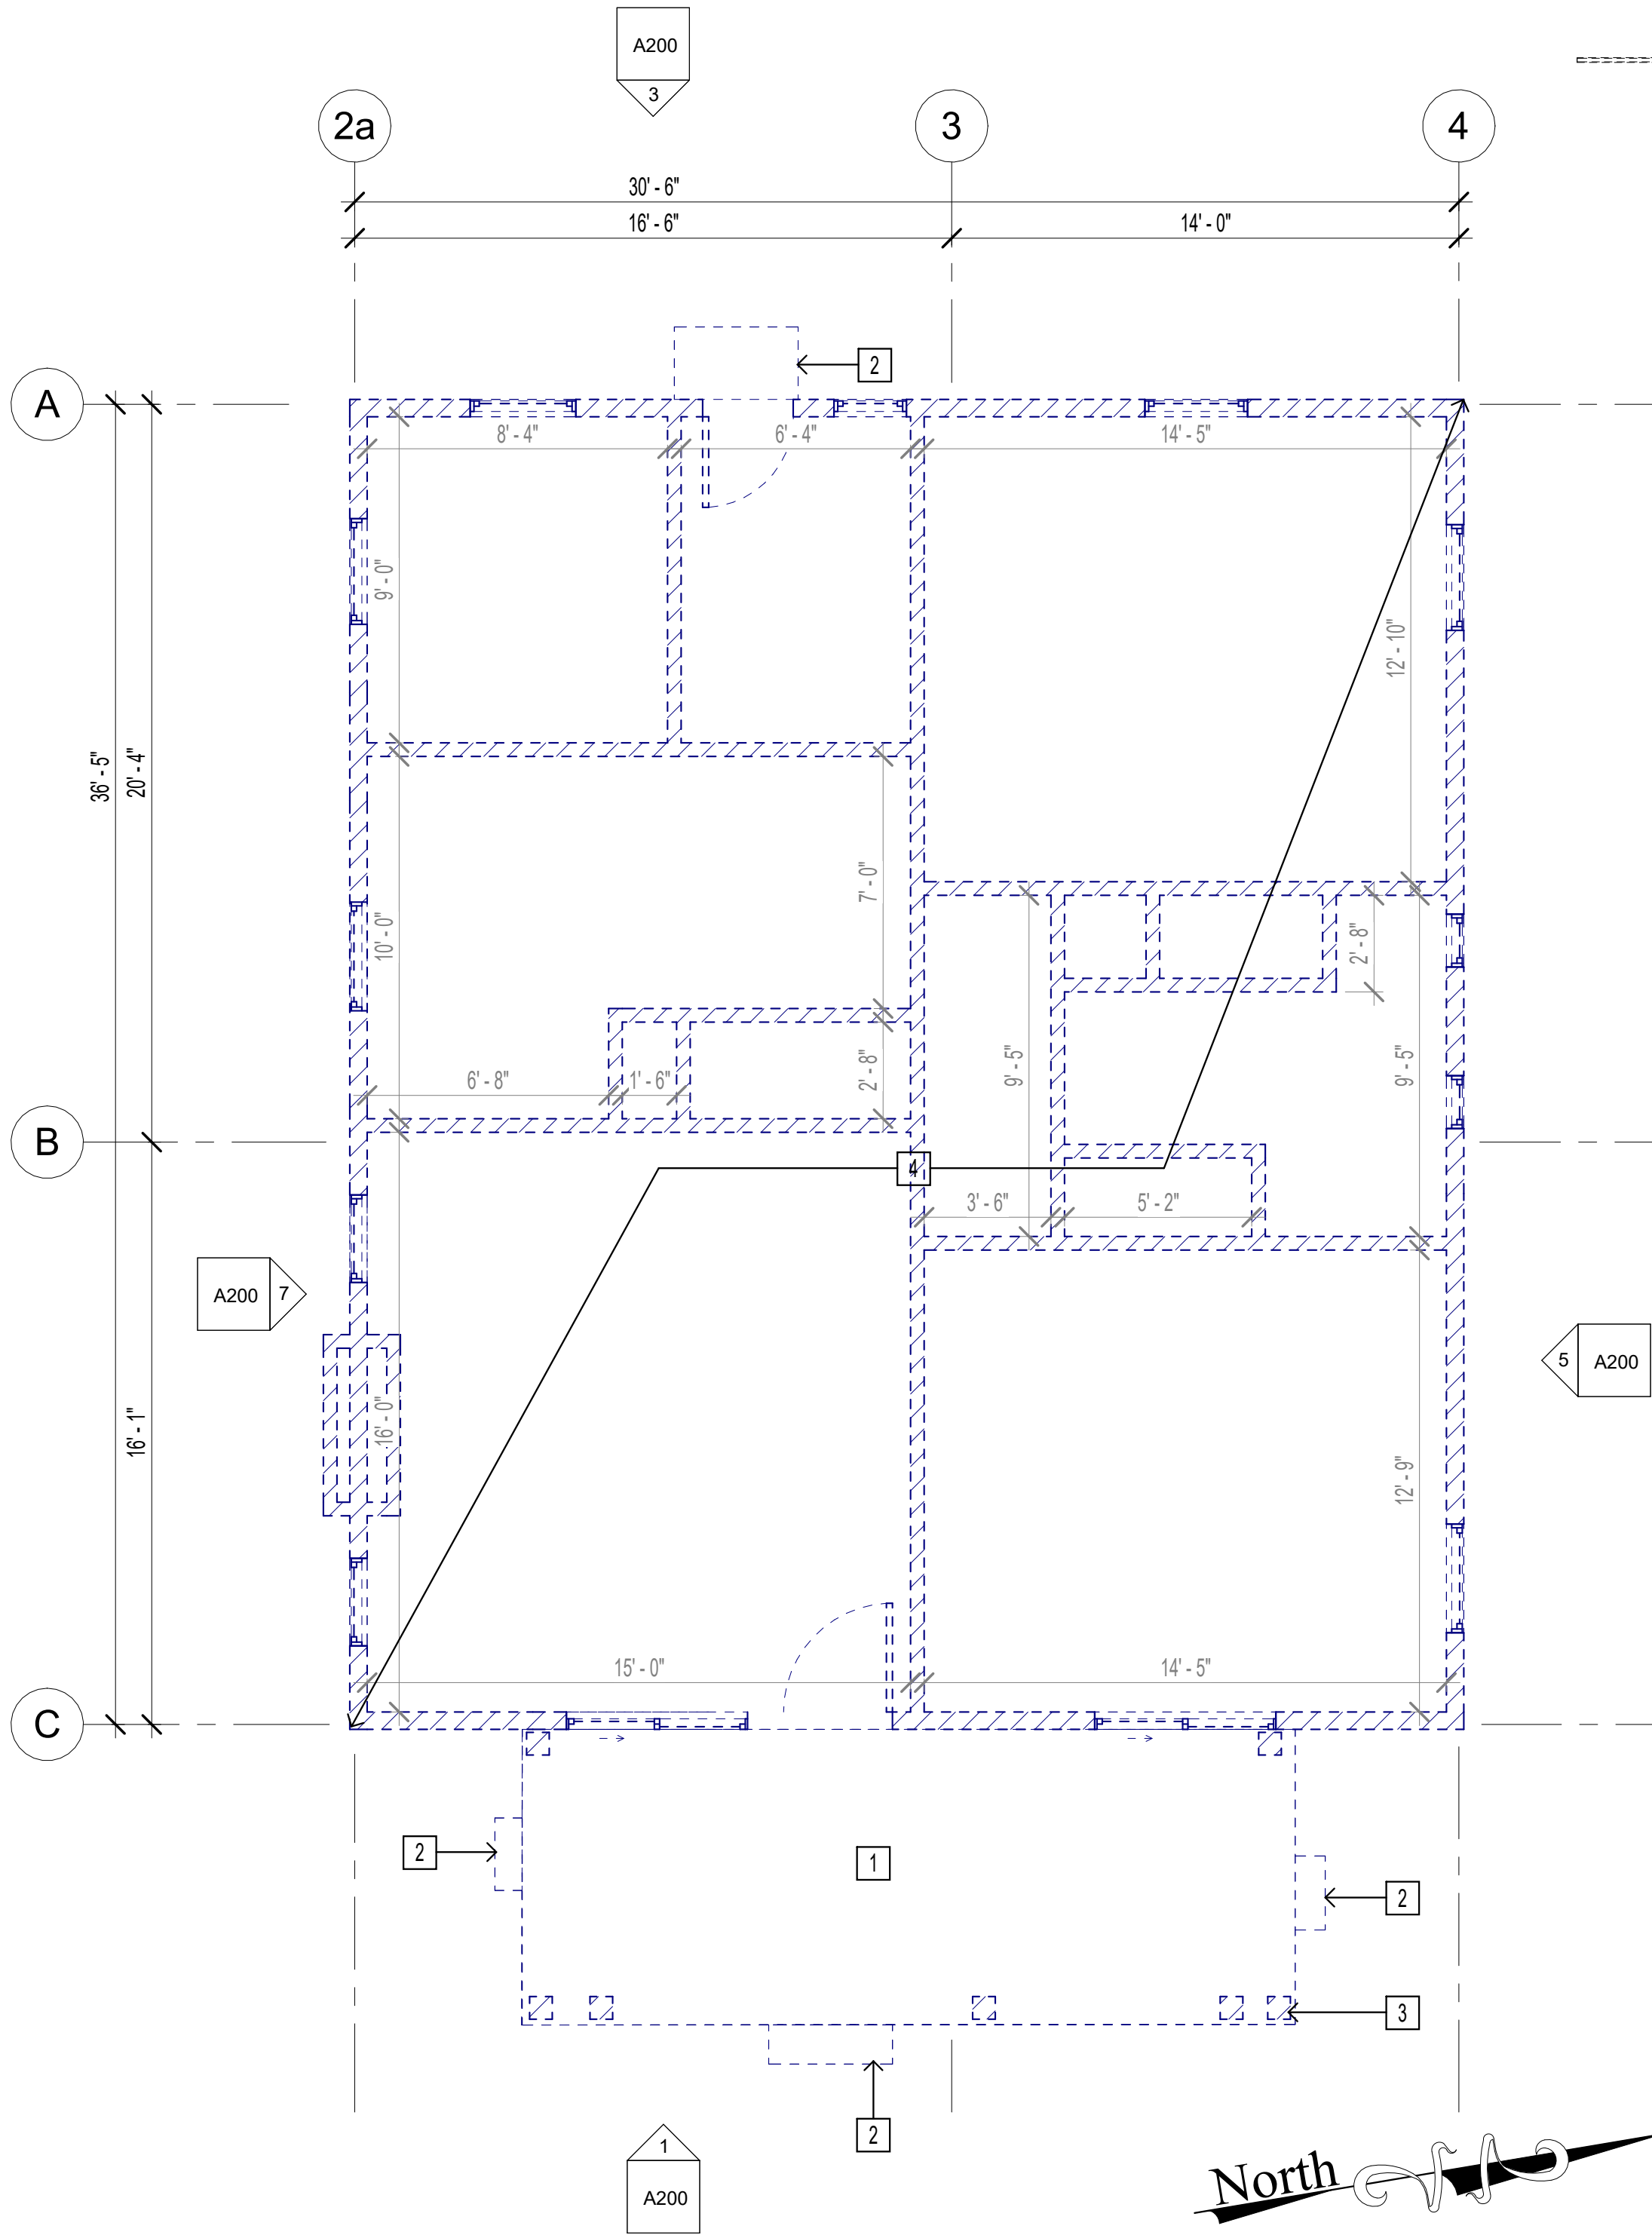 A200
3
2a
3
4
30' - 6"
16' - 6"
14' - 0"
2
A
8' - 4"
6' - 4"
14' - 5"
9' - 0"
12' - 10"
36' - 5"
20' - 4"
7' - 0"
10' - 0"
2' - 8"
9' - 5"
2' - 8"
9' - 5"
6' - 8"
1' - 6"
B
4
3' - 6"
5' - 2"
A200
7
5
A200
16' - 1"
16' - 0"
12' - 9"
15' - 0"
14' - 5"
C
2
1
2
3
2
1
A200
North